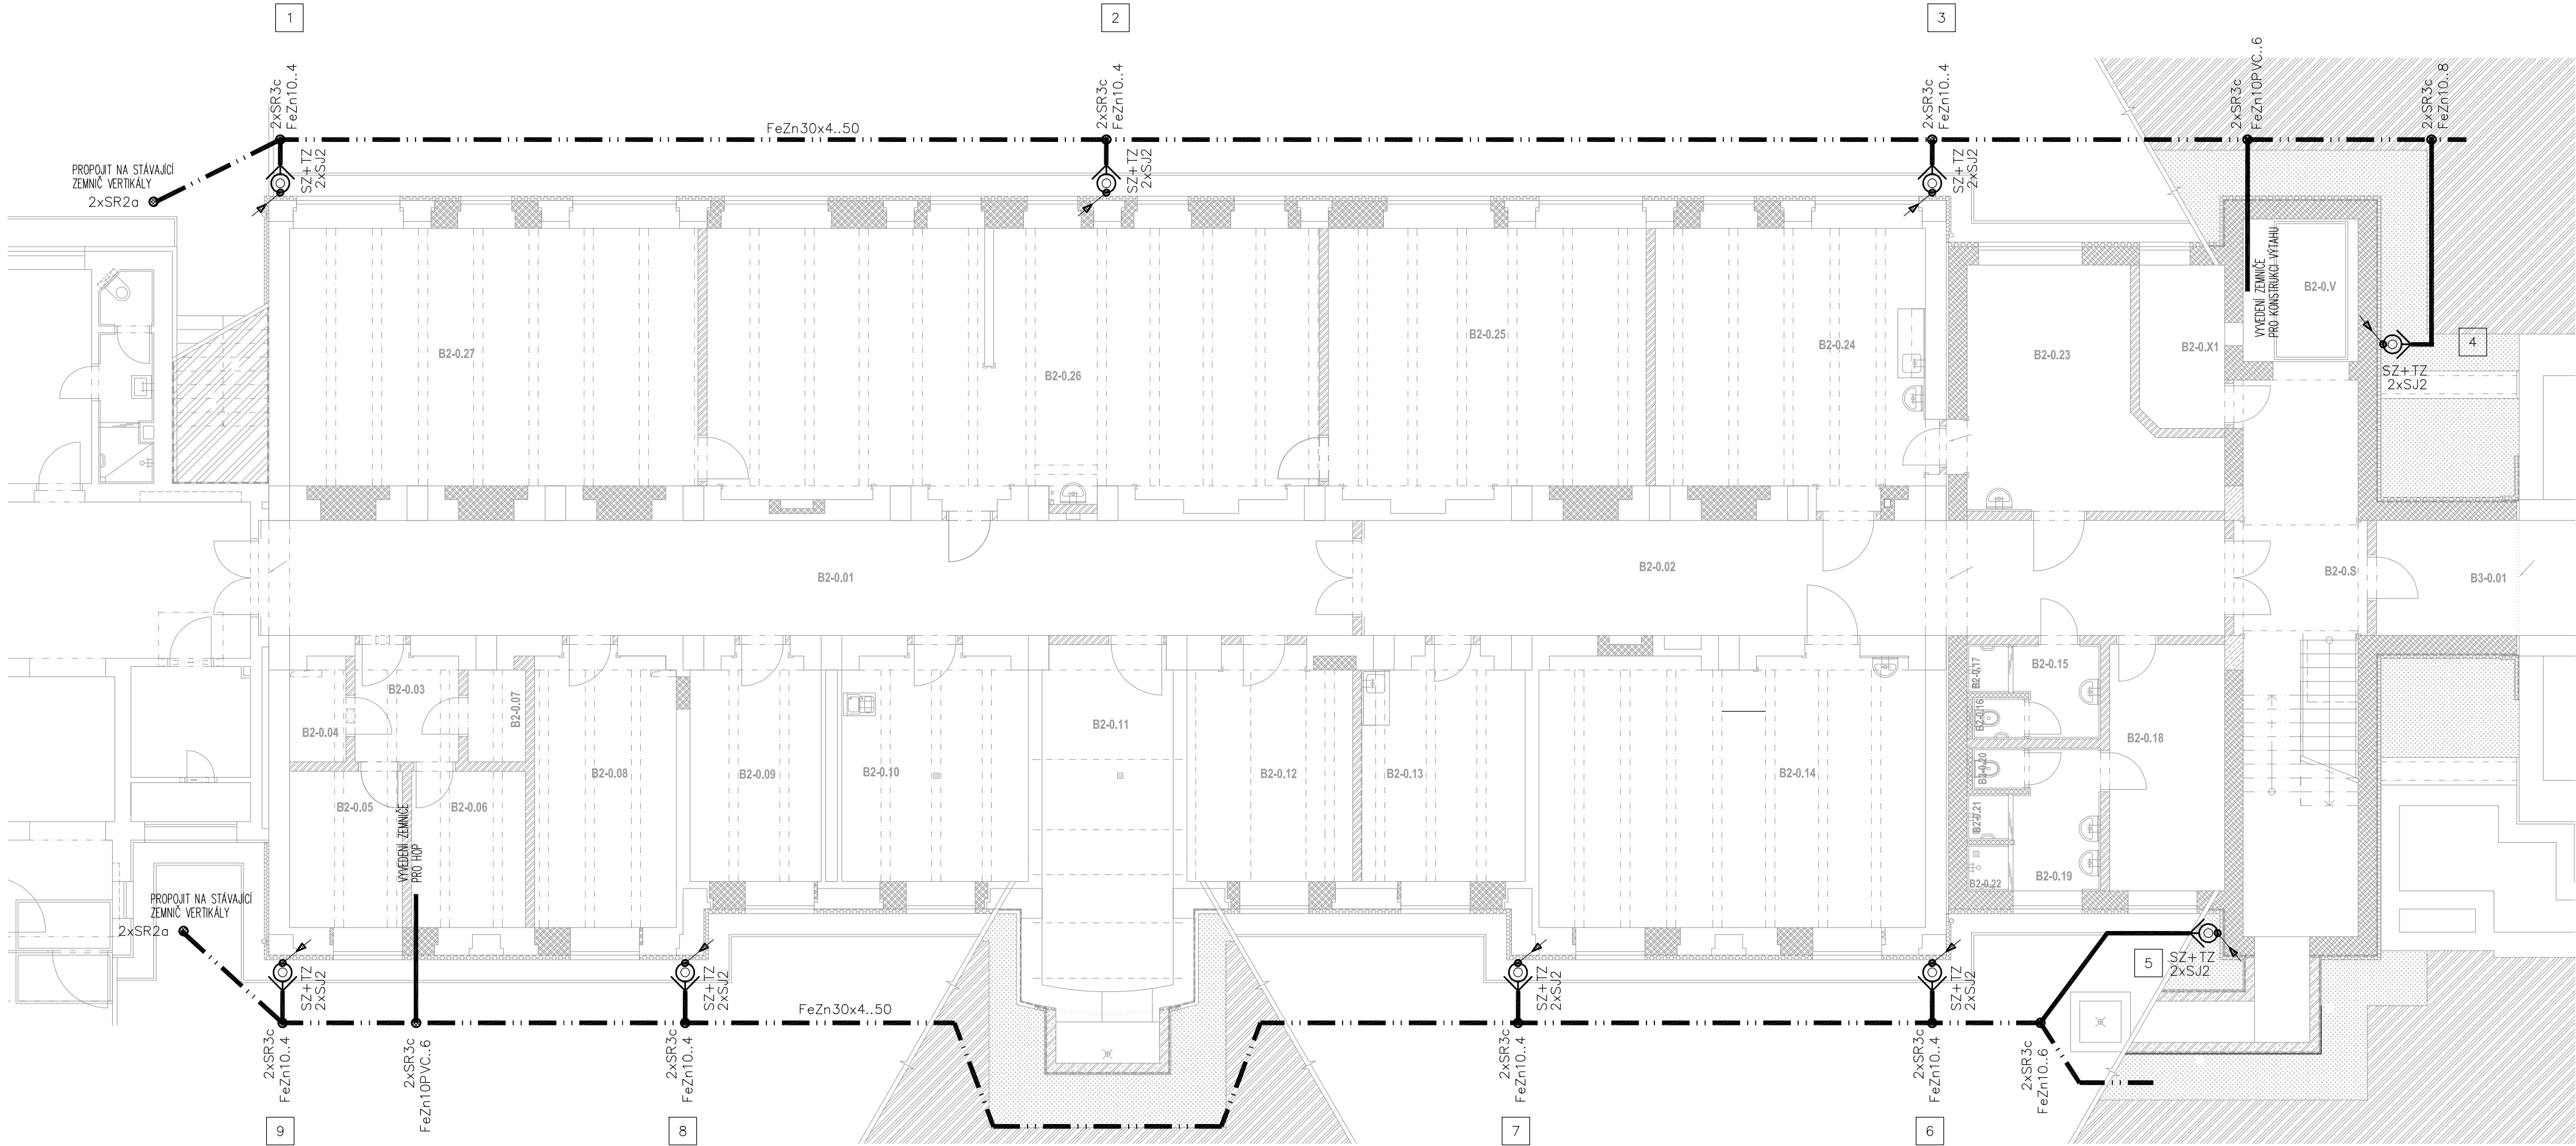 1
2
3
2xSR3c
FeZn10..4
2xSR3c
FeZn10..4
2xSR3c
FeZn10..4
2xSR3c
FeZn10PVC..6
2xSR3c
FeZn10..8
FeZn30x4..50
PROPOJIT NA STÁVAJÍCÍ
ZEMNIČ VERTIKÁLY
2xSR2a
SZ+TZ
2xSJ2
SZ+TZ
2xSJ2
SZ+TZ
2xSJ2
VYVEDENÍ ZEMNIČE
PRO KONSTRUKCI VÝTAHU
B2-0.V
4
SZ+TZ
2xSJ2
B2-0.27
B2-0.26
B2-0.25
B2-0.24
B2-0.23
B2-0.X1
B2-0.01
B2-0.02
B2-0.S
B3-0.01
B2-0.03
B2-0.04
B2-0.07
B2-0.05
B2-0.06
B2-0.08
B2-0.09
B2-0.10
B2-0.11
B2-0.12
B2-0.13
B2-0.14
B2-0.17
B2-0.15
B2-0.16
B2-0.18
B2-0.20
B2-0.21
B2-0.22
B2-0.19
VYVEDENÍ ZEMNIČE
PRO HOP
PROPOJIT NA STÁVAJÍCÍ
ZEMNIČ VERTIKÁLY
2xSR2a
SZ+TZ
2xSJ2
SZ+TZ
2xSJ2
SZ+TZ
2xSJ2
SZ+TZ
2xSJ2
5
SZ+TZ
2xSJ2
FeZn30x4..50
2xSR3c
FeZn10..4
2xSR3c
FeZn10PVC..6
2xSR3c
FeZn10..4
2xSR3c
FeZn10..4
2xSR3c
FeZn10..4
2xSR3c
FeZn10..6
9
8
7
6